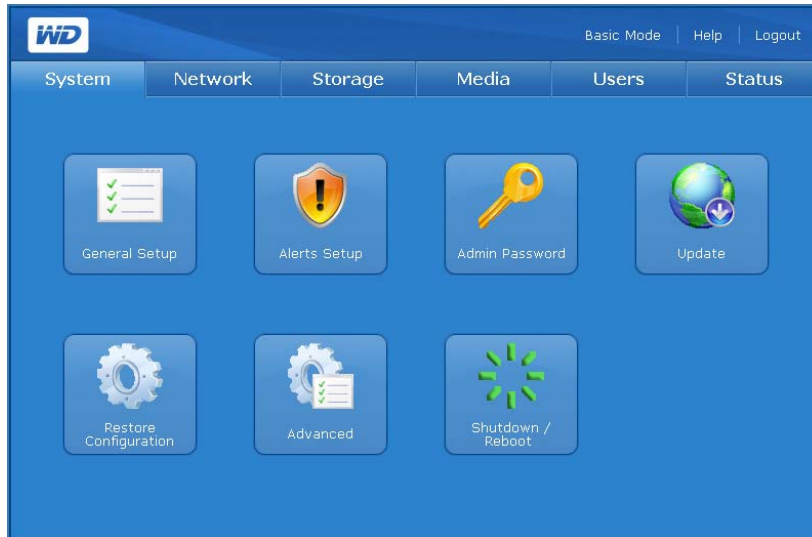 WD
Basic Mode | Help | Logout
System Network Storage Media Users Status
General Setup
Alerts Setup
Admin Password
Update
Restore
Configuration
Advanced
Shutdown /
Reboot